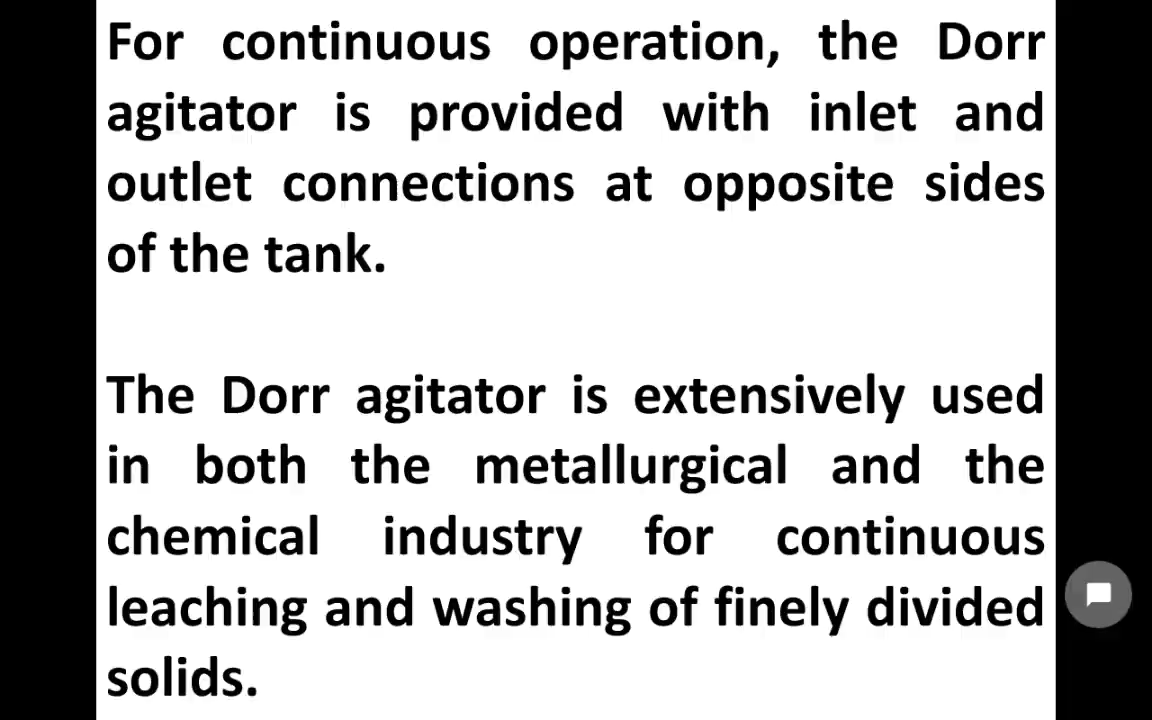 For continuous operation, the Dorr
agitator is provided with inlet and
outlet connections at opposite sides
of the tank.
The Dorr agitator is extensively used
in both the metallurgical and the
chemical industry for continuous
leaching and washing of finely divided
solids.